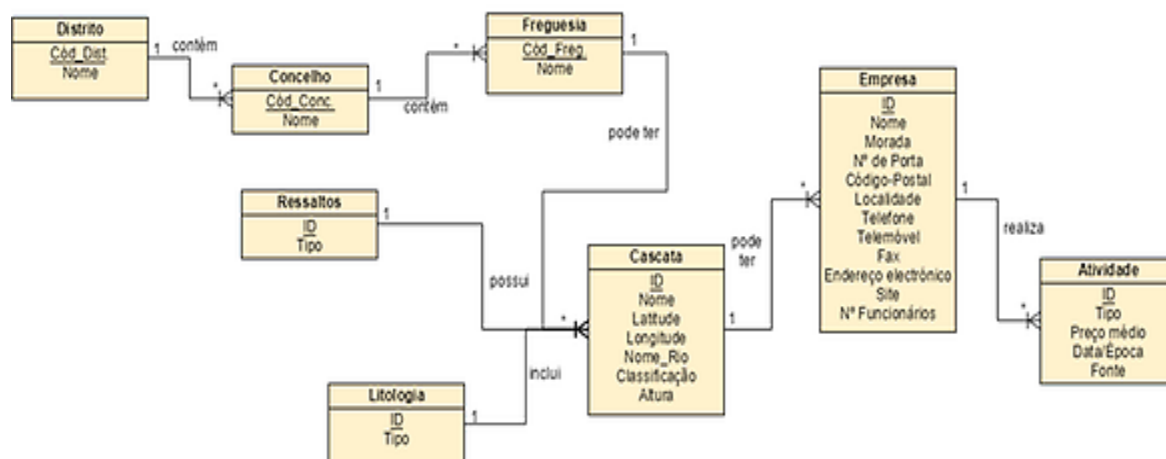 Distrito
Cód_Dist.
Nome
1
contém
*
Concelho
Cód_Conc.
Nome
1
contém
*
Freguesia
Cód_Freg.
Nome
1
pode ter
Ressaltos
ID
Tipo
1
possui
Litologia
ID
Tipo
1
inclui
*
Cascata
ID
Nome
Latitude
Longitude
Nome_Rio
Classificação
Altura
1
pode
ter
*
Empresa
ID
Nome
Morada
Nº de Porta
Código-Postal
Localidade
Telefone
Telemóvel
Fax
Endereço electrónico
Site
Nº Funcionários
1
realiza
*
Atividade
ID
Tipo
Preço médio
Data/Época
Fonte